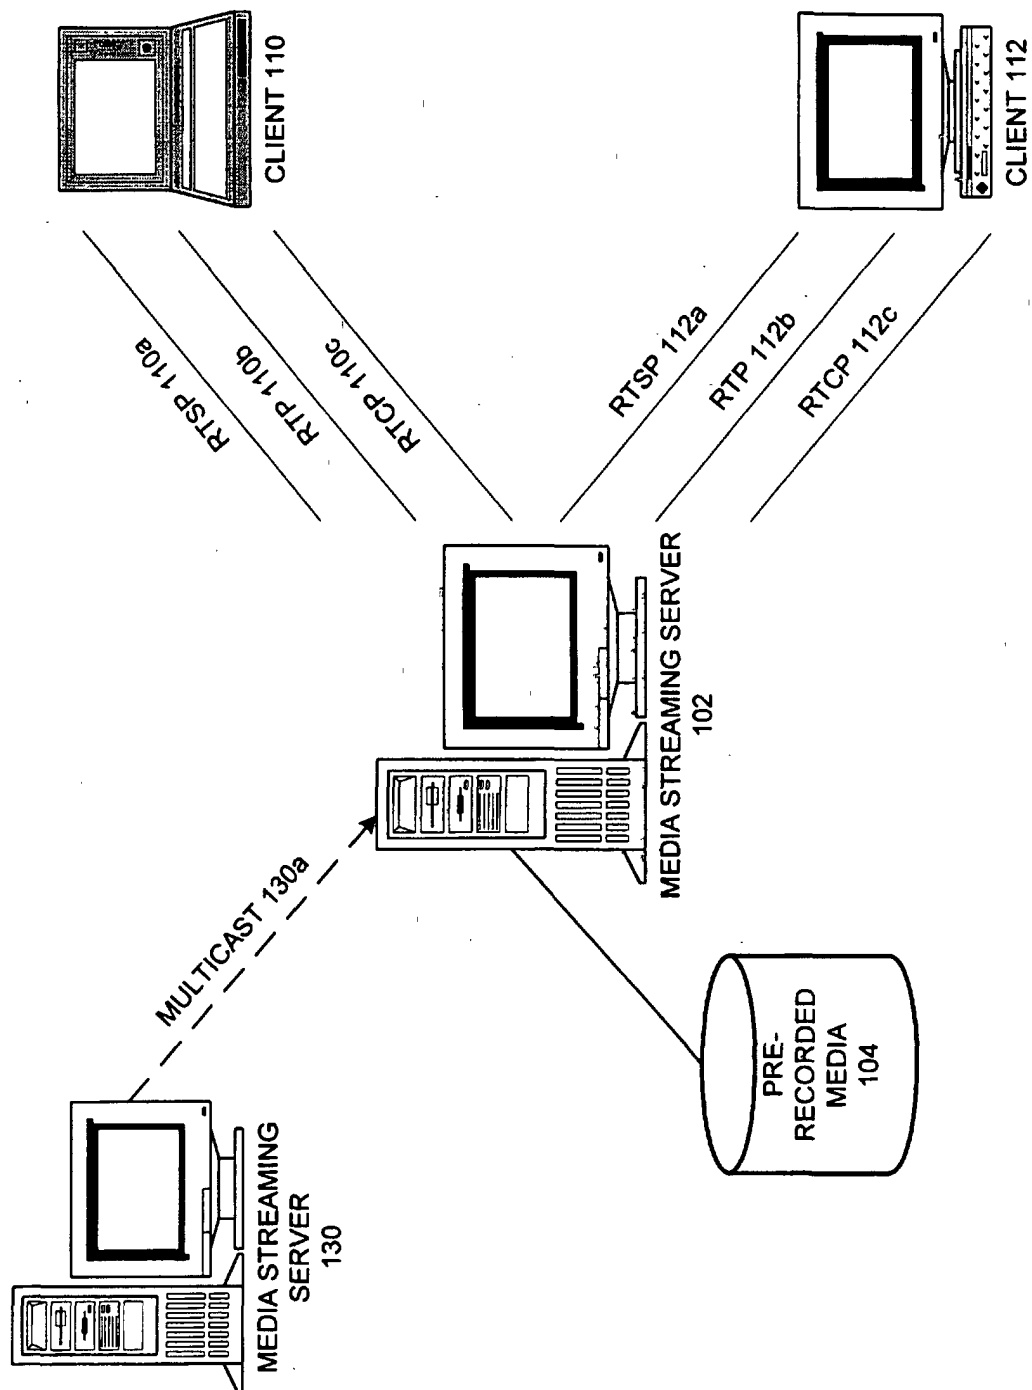 MEDIA STREAMING
SERVER
130
MULTICAST 130a
PRE-
RECORDED
MEDIA
104
MEDIA STREAMING SERVER
102
RTSP 110a
RTP 110b
RTCP 110c
CLIENT 110
RTSP 112a
RTP 112b
RTCP 112c
CLIENT 112